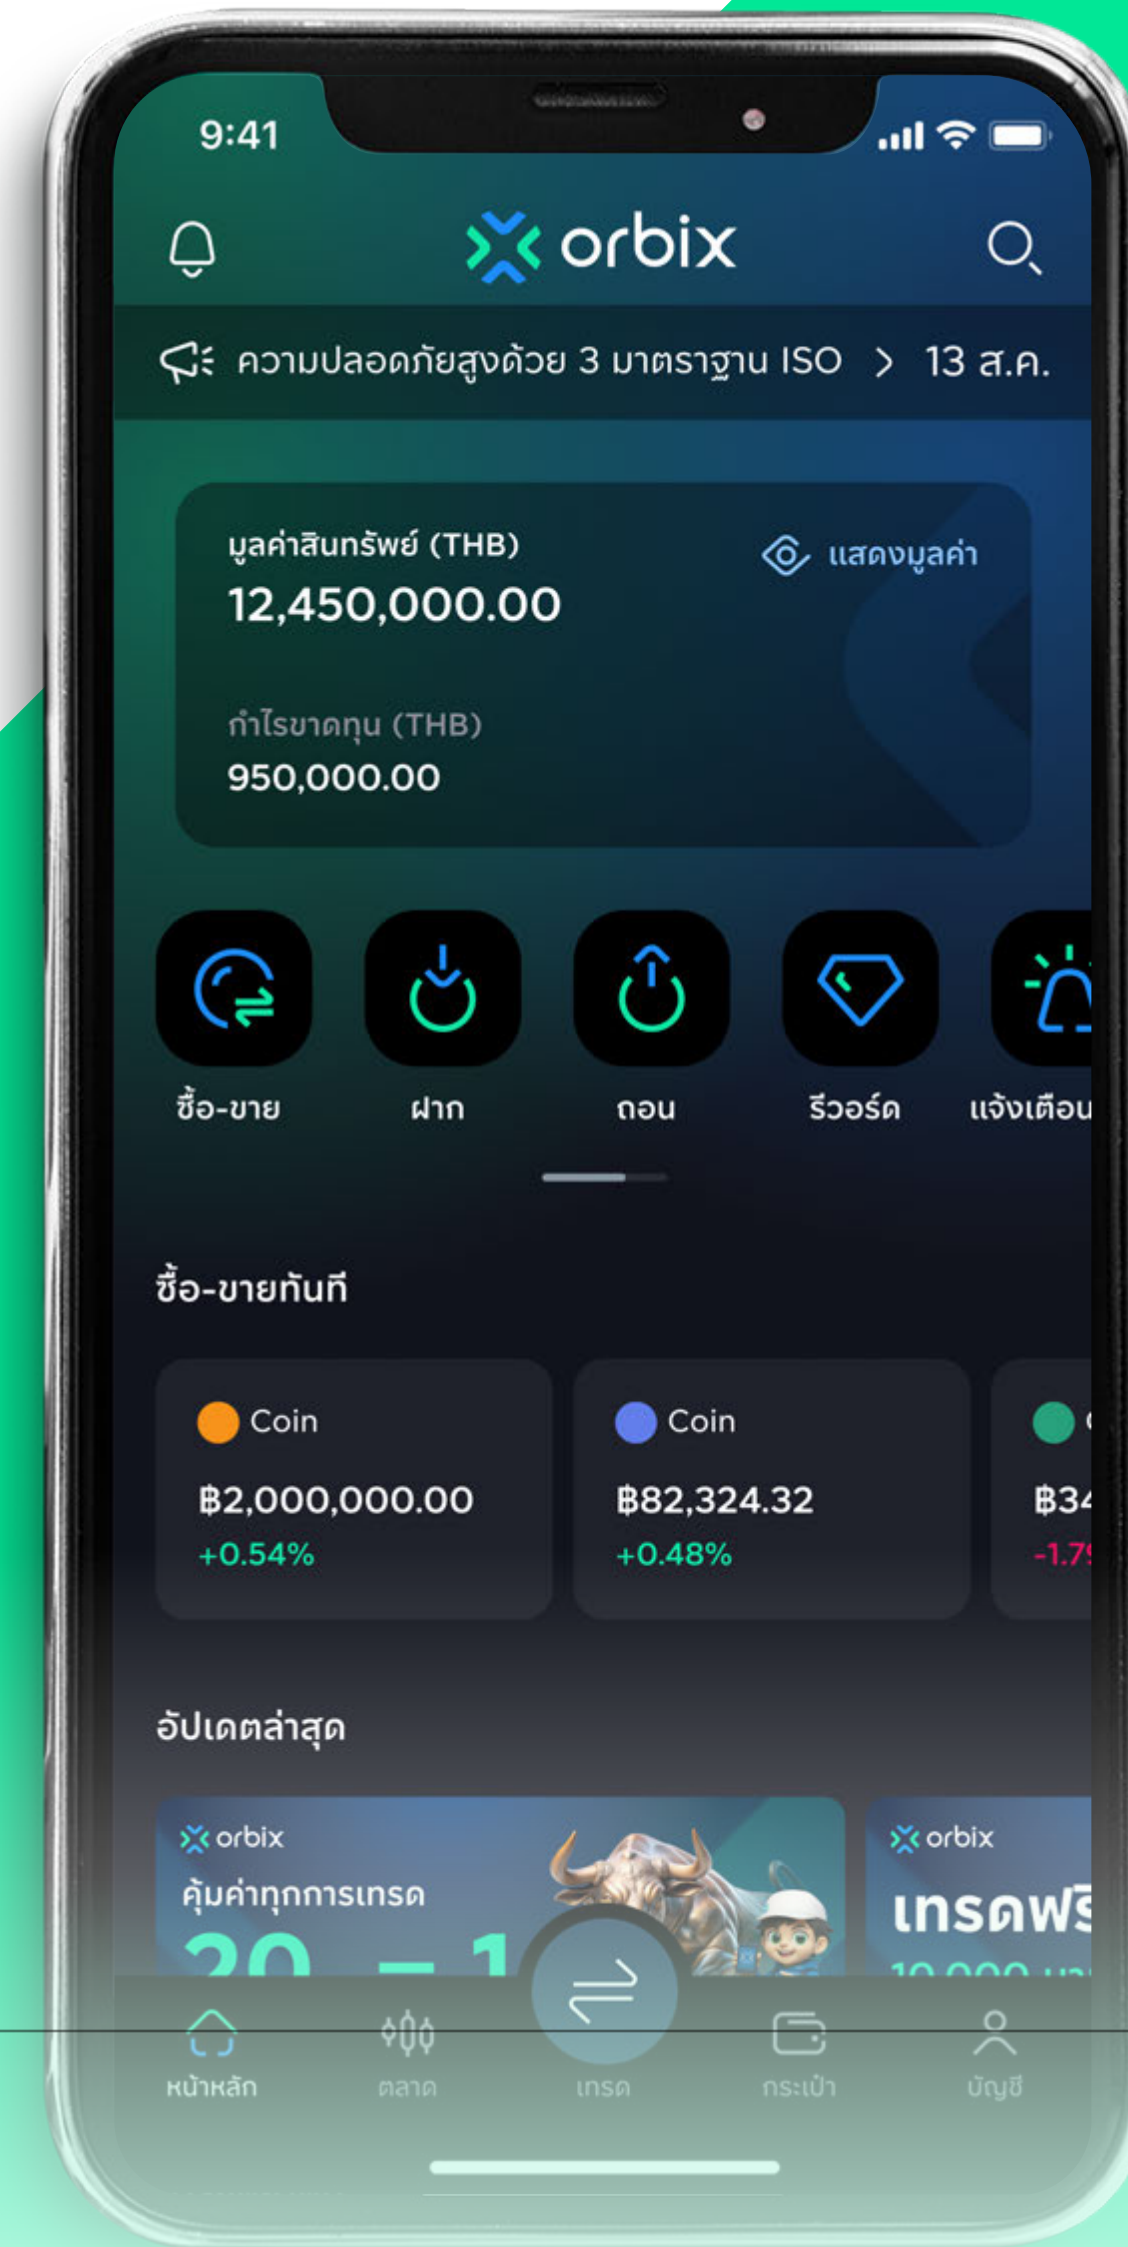 9:41
orbix
ความปลอดภัยสูงด้วย 3 มาตราฐาน ISO > 13 ส.ค.
มูลค่าสินทรัพย์ (THB)
แสดงมูลค่า
12,450,000.00
กำไรขาดทุน (THB)
950,000.00
ซื้อ-ขาย
ฝาก
ถอน
รีวอร์ด
แจ้งเตือน
ซื้อ-ขายทันที
Coin
฿2,000,000.00
+0.54%
Coin
฿82,324.32
+0.48%
฿34
-1.79
อัปเดตล่าสุด
orbix
คุ้มค่าทุกการเทรด
20 – 1
orbix
เทรดฟรี
10,000
หน้าหลัก
ตลาด
เทรด
กระเป๋า
บัญชี